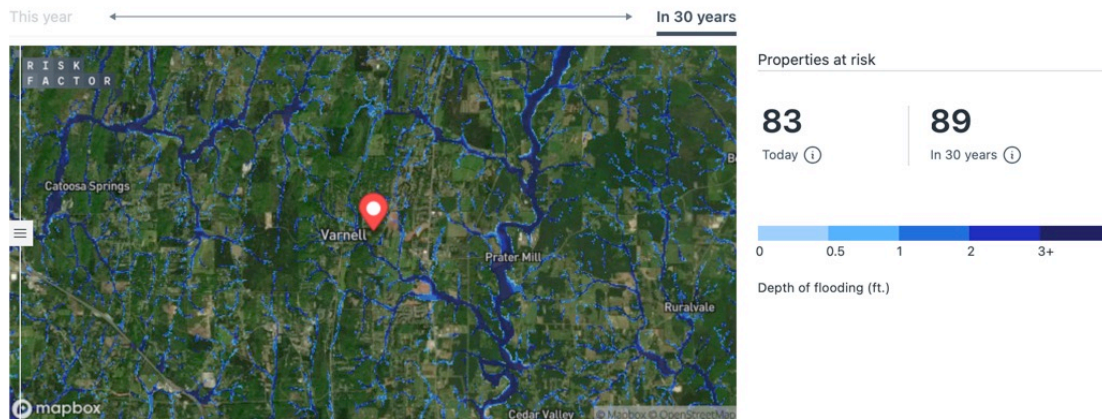 This year
In 30 years
RISK
FACTOR
Properties at risk
83
89
Today
In 30 years
Catoosa Springs
Varnell
Prater Mill
Ruralvale
0 0.5 1 2 3+
Depth of flooding (ft.)
Cedar Valley
mapbox
© Mapbox © OpenStreetMap